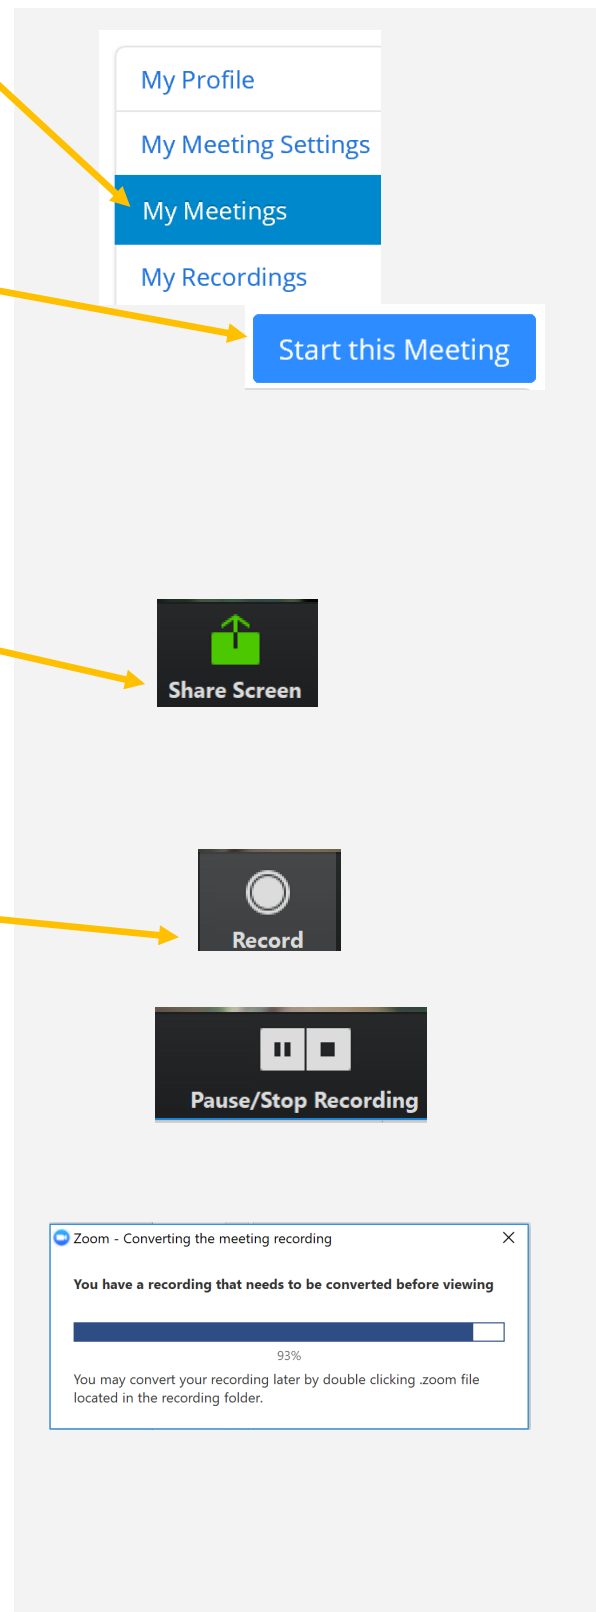 My Profile
My Meeting Settings
My Meetings
My Recordings
Start this Meeting
Share Screen
Record
Pause/Stop Recording
Zoom - Converting the meeting recording
You have a recording that needs to be converted before viewing
93%
You may convert your recording later by double clicking .zoom file
located in the recording folder.